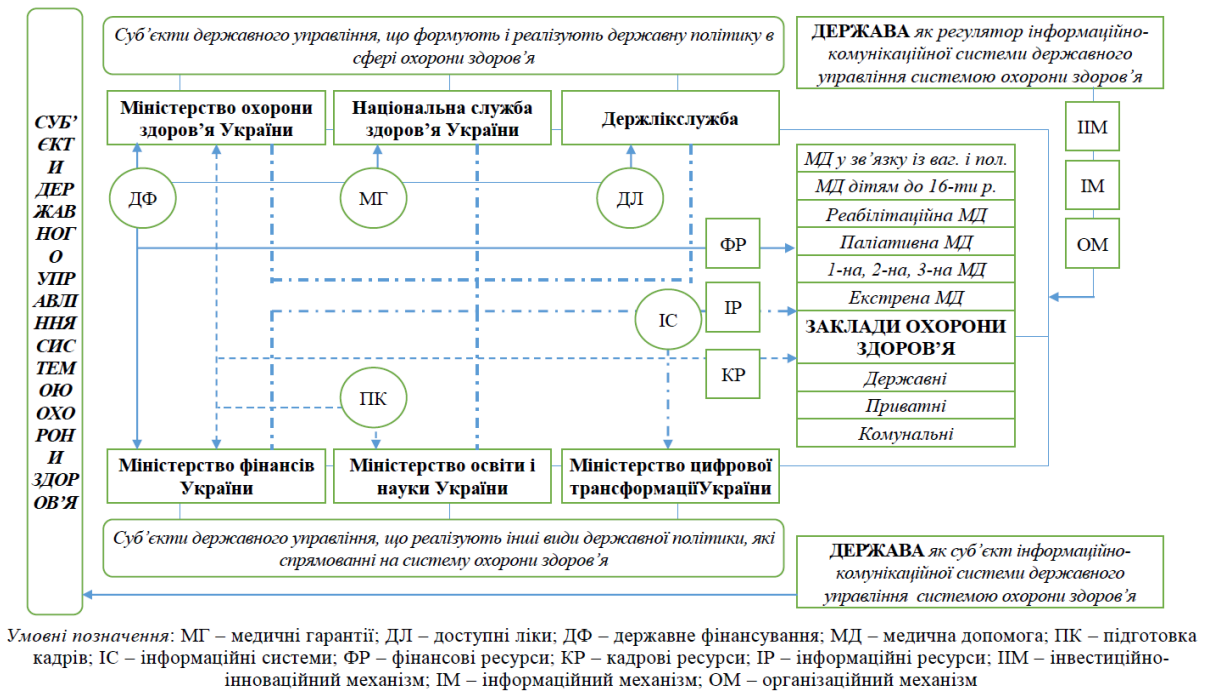 СУБ’
ЄКТ
И
ДЕР
ЖАВ
НОГ
О
УПР
АВЛІ
ННЯ
СИС
ТЕМ
ОЮ
ОХО
РОН
И
ЗДОР
ОВ’Я
Суб’єкти державного управління, що формують і реалізують державну політику в
сфері охорони здоров’я
ДЕРЖАВА як регулятор інформаційно-
комунікаційної системи державного
управління системою охорони здоров’я
Міністерство охорони
здоров’я України
Національна служба
здоров’я України
Держлікслужба
ІІМ
ІМ
ОМ
ДФ
МГ
ДЛ
ФР
ІС
ІР
КР
ПК
МД у зв’язку із ваг. і пол.
МД дітям до 16-ти р.
Реабілітаційна МД
Паліативна МД
1-на, 2-на, 3-на МД
Екстрена МД
ЗАКЛАДИ ОХОРОНИ
ЗДОРОВ’Я
Державні
Приватні
Комунальні
Міністерство фінансів
України
Міністерство освіти і
науки України
Міністерство цифрової
трансформаціїУкраїни
Суб’єкти державного управління, що реалізують інші види державної політики, які
спрямованні на систему охорони здоров’я
ДЕРЖАВА як суб’єкт інформаційно-
комунікаційної системи державного
управління системою охорони здоров’я
Умовні позначення: МГ – медичні гарантії; ДЛ – доступні ліки; ДФ – державне фінансування; МД – медична допомога; ПК – підготовка
кадрів; ІС – інформаційні системи; ФР – фінансові ресурси; КР – кадрові ресурси; ІР – інформаційні ресурси; ІІМ – інвестиційно-
інноваційний механізм; ІМ – інформаційний механізм; ОМ – організаційний механізм